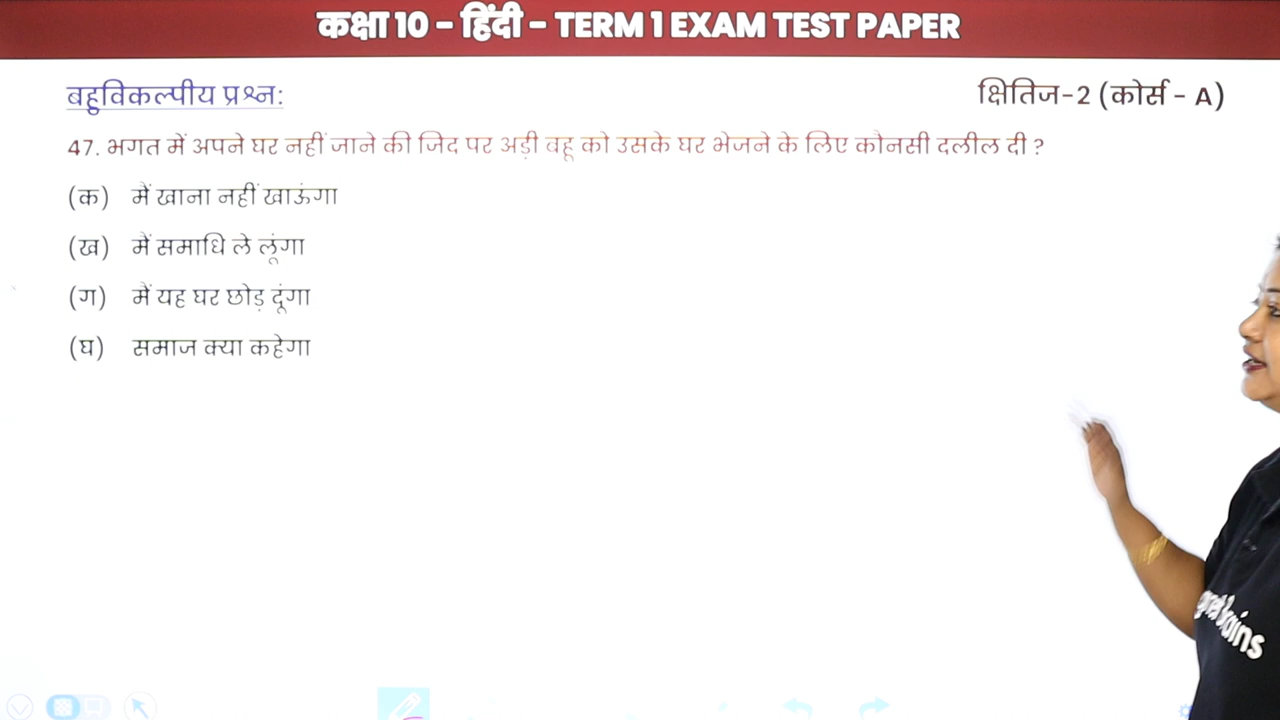 कक्षा 10 - हिंदी - TERM 1 EXAM TEST PAPER
बहुविकल्पीय प्रश्न: क्षितिज-2 (कोर्स - A)
47. भगत में अपने घर नहीं जाने की जिद पर अड़ी वहू को उसके घर भेजने के लिए कौनसी दलील दी ?
(क) मैं खाना नहीं खाऊंगा
(ख) मैं समाधि ले लूंगा
(ग) मैं यह घर छोड़ दूंगा
(घ) समाज क्या कहेगा